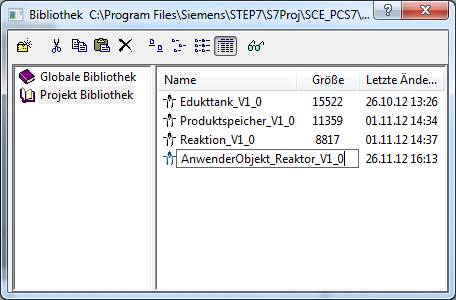 Bibliothek C:\Program Files\Siemens\STEP7\S7Proj\SCE_PCS7\...
Globale Bibliothek
Projekt Bibliothek
Name Größe Letzte Ände...
Edukttank_V1_0 15522 26.10.12 13:26
Produktspeicher_V1_0 11359 01.11.12 14:34
Reaktion_V1_0 8817 01.11.12 14:37
AnwenderObjekt_Reaktor_V1_0 26.11.12 16:13